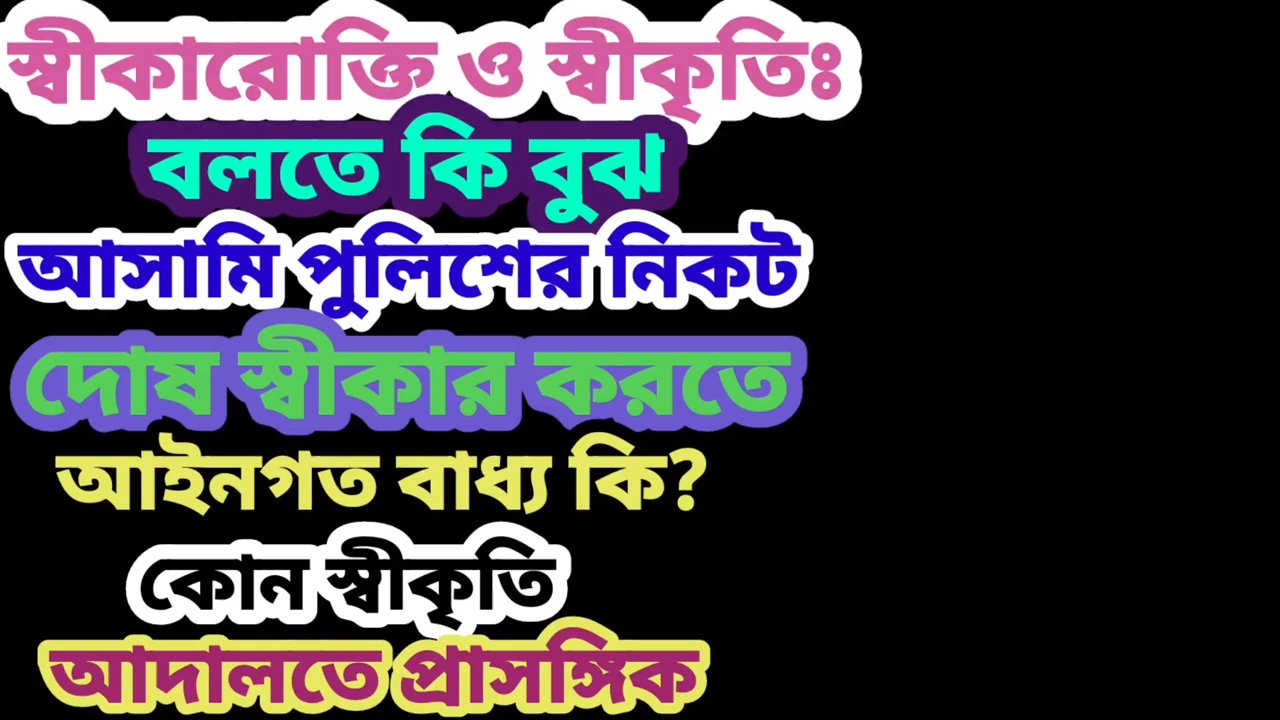 স্বীকারোক্তি ও স্বীকৃতিঃ
বলতে কি বুঝ
আসামি পুলিশের নিকট
দোষ স্বীকার করতে
আইনগত বাধ্য কি?
কোন স্বীকৃতি
আদালতে প্রাসঙ্গিক